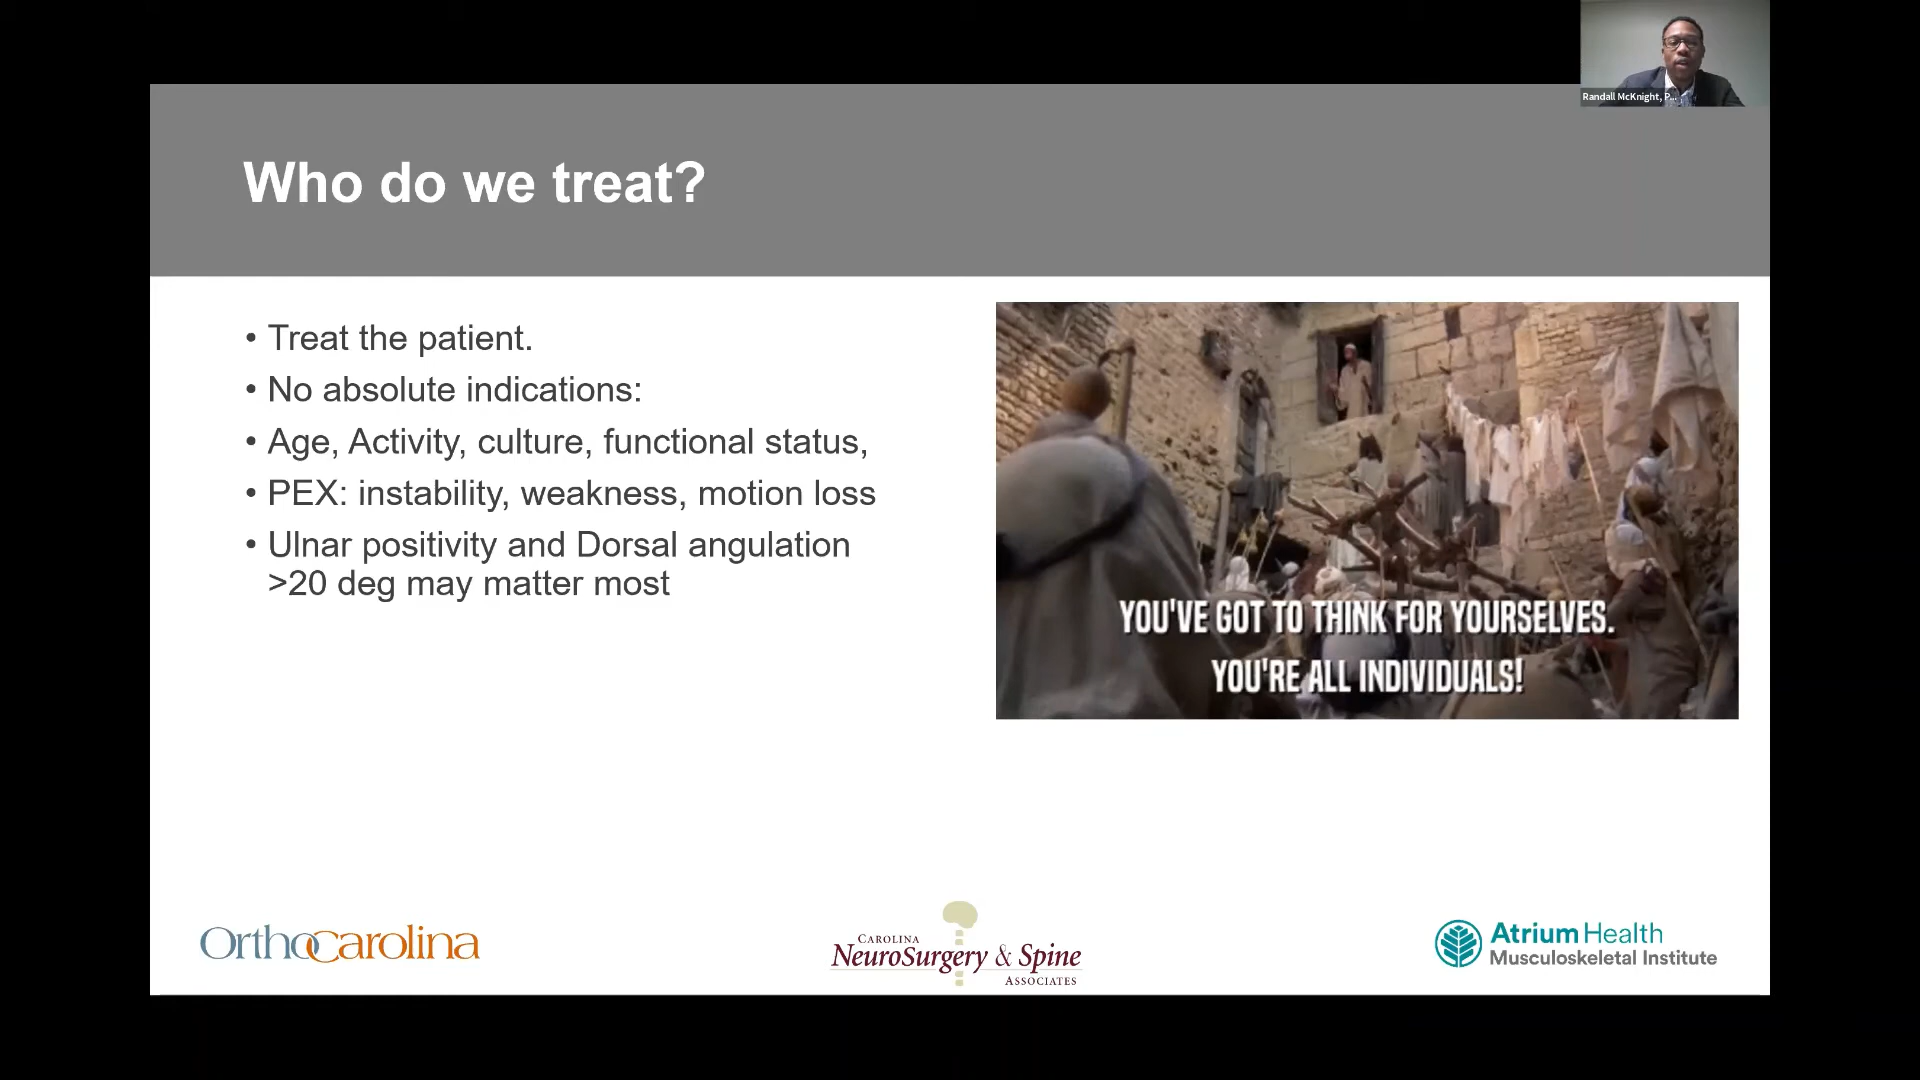 Randall McKnight, P...
Who do we treat?
• Treat the patient.
• No absolute indications:
• Age, Activity, culture, functional status,
• PEX: instability, weakness, motion loss
• Ulnar positivity and Dorsal angulation
>20 deg may matter most
YOU'VE GOT TO THINK FOR YOURSELVES.
YOU'RE ALL INDIVIDUALS!
OrthoCarolina
CAROLINA
NEUROSURGERY & SPINE
ASSOCIATES
Atrium Health
Musculoskeletal Institute